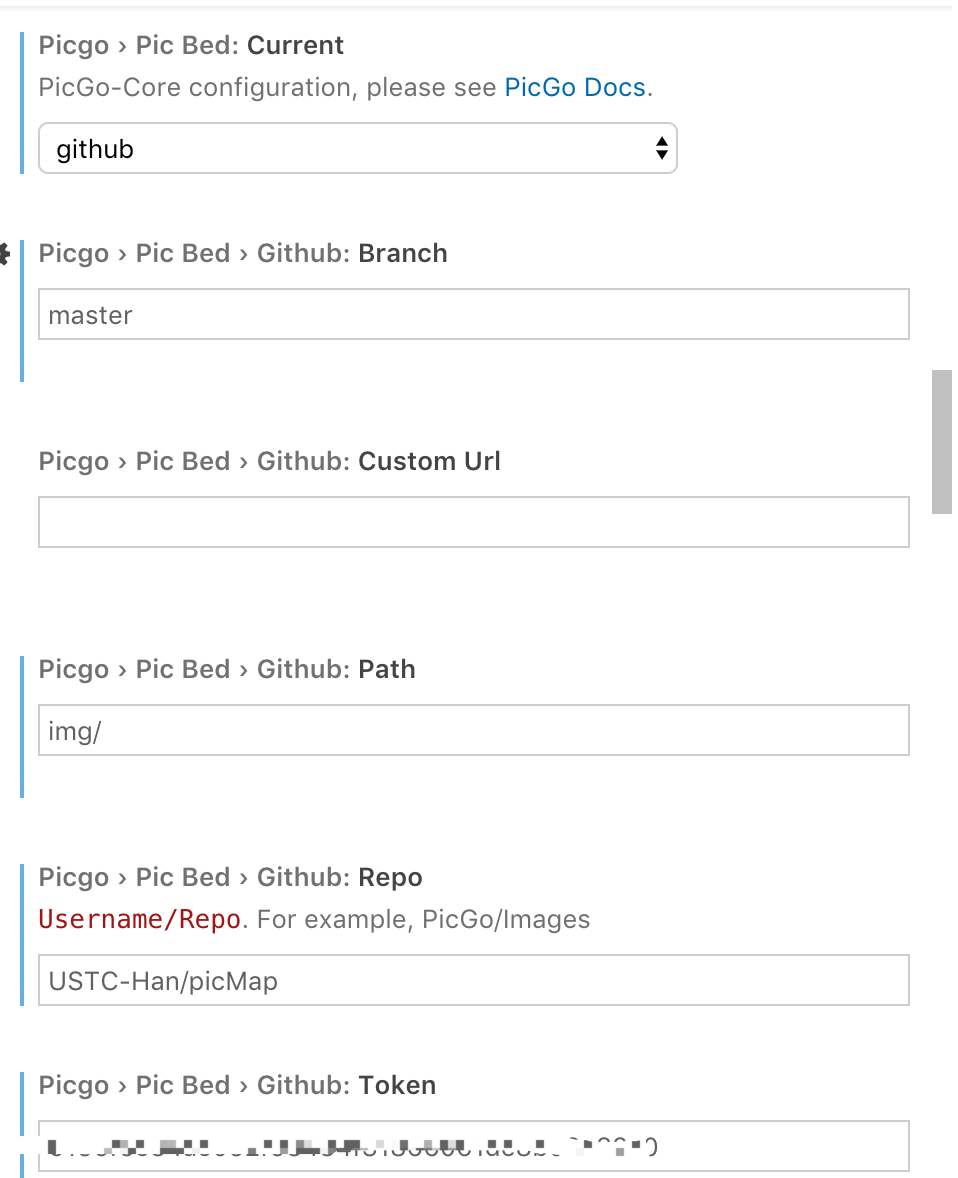 Picgo › Pic Bed: Current
PicGo-Core configuration, please see PicGo Docs.
github
Picgo › Pic Bed › Github: Branch
master
Picgo › Pic Bed › Github: Custom Url
Picgo › Pic Bed › Github: Path
img/
Picgo › Pic Bed › Github: Repo
Username/Repo. For example, PicGo/Images
USTC-Han/picMap
Picgo › Pic Bed › Github: Token